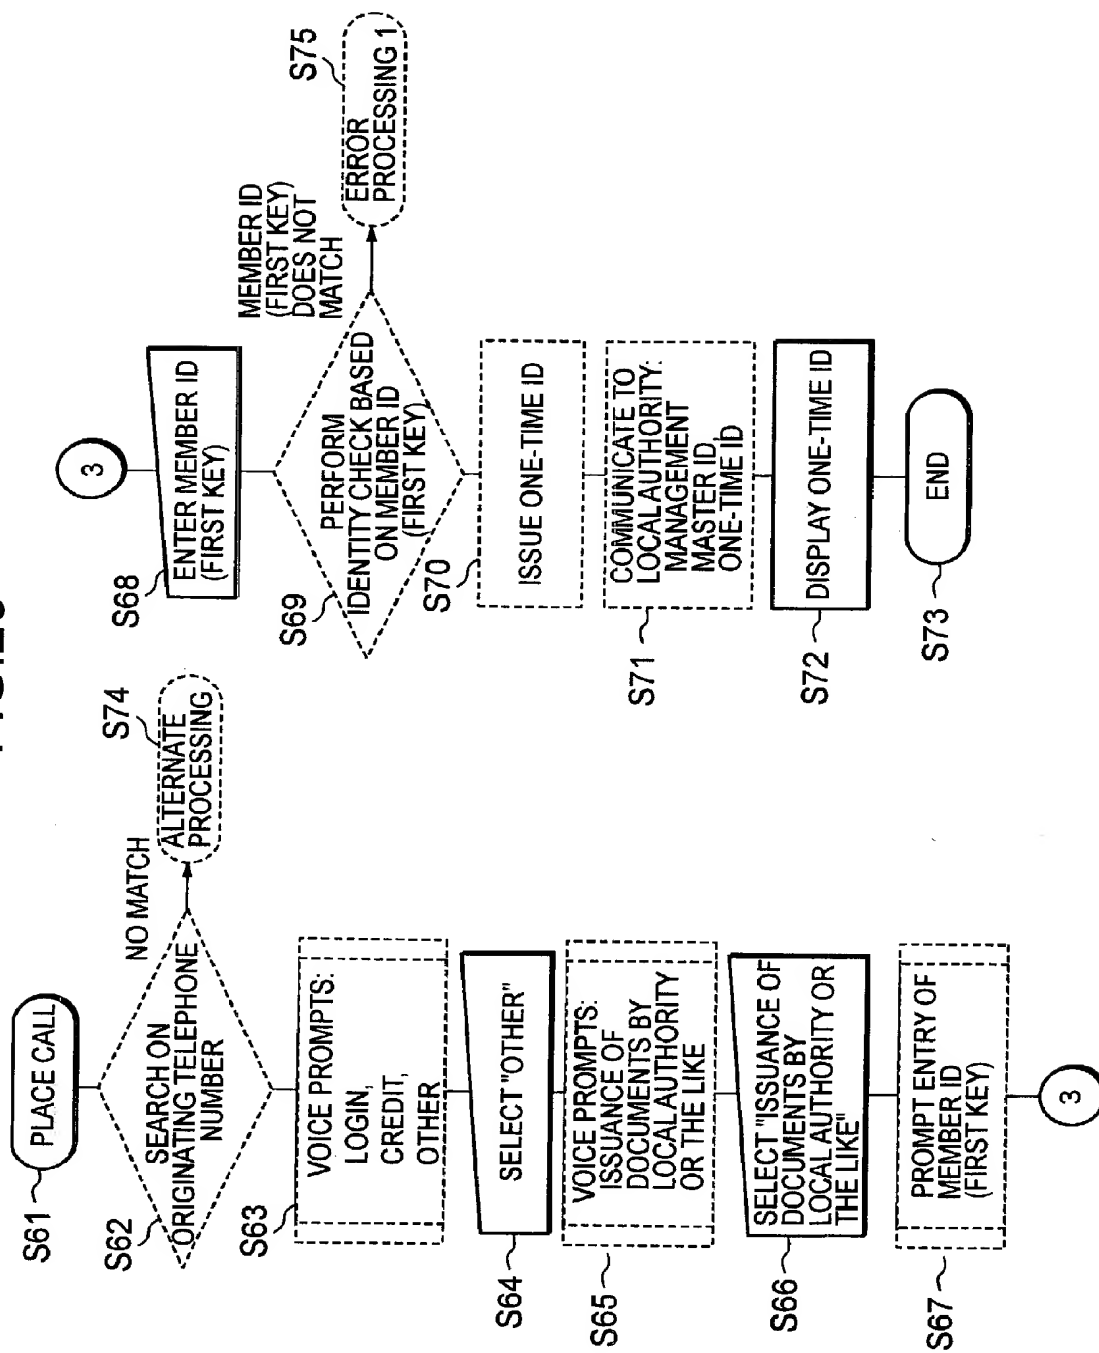 S61
PLACE CALL
S62
SEARCH ON
ORIGINATING TELEPHONE
NUMBER
NO MATCH
S74
ALTERNATE
PROCESSING
S63
VOICE PROMPTS:
LOGIN,
CREDIT,
OTHER
S64
SELECT "OTHER"
S65
VOICE PROMPTS:
ISSUANCE OF
DOCUMENTS BY
LOCAL AUTHORITY
OR THE LIKE
S66
SELECT "ISSUANCE OF
DOCUMENTS BY
LOCAL AUTHORITY OR
THE LIKE"
S67
PROMPT ENTRY OF
MEMBER ID
(FIRST KEY)
3
3
S68
ENTER MEMBER ID
(FIRST KEY)
S69
PERFORM
IDENTITY CHECK BASED
ON MEMBER ID
(FIRST KEY)
MEMBER ID
(FIRST KEY)
DOES NOT
MATCH
S75
ERROR
PROCESSING 1
S70
ISSUE ONE-TIME ID
S71
COMMUNICATE TO
LOCAL AUTHORITY:
MANAGEMENT
MASTER ID,
ONE-TIME ID
S72
DISPLAY ONE-TIME ID
S73
END